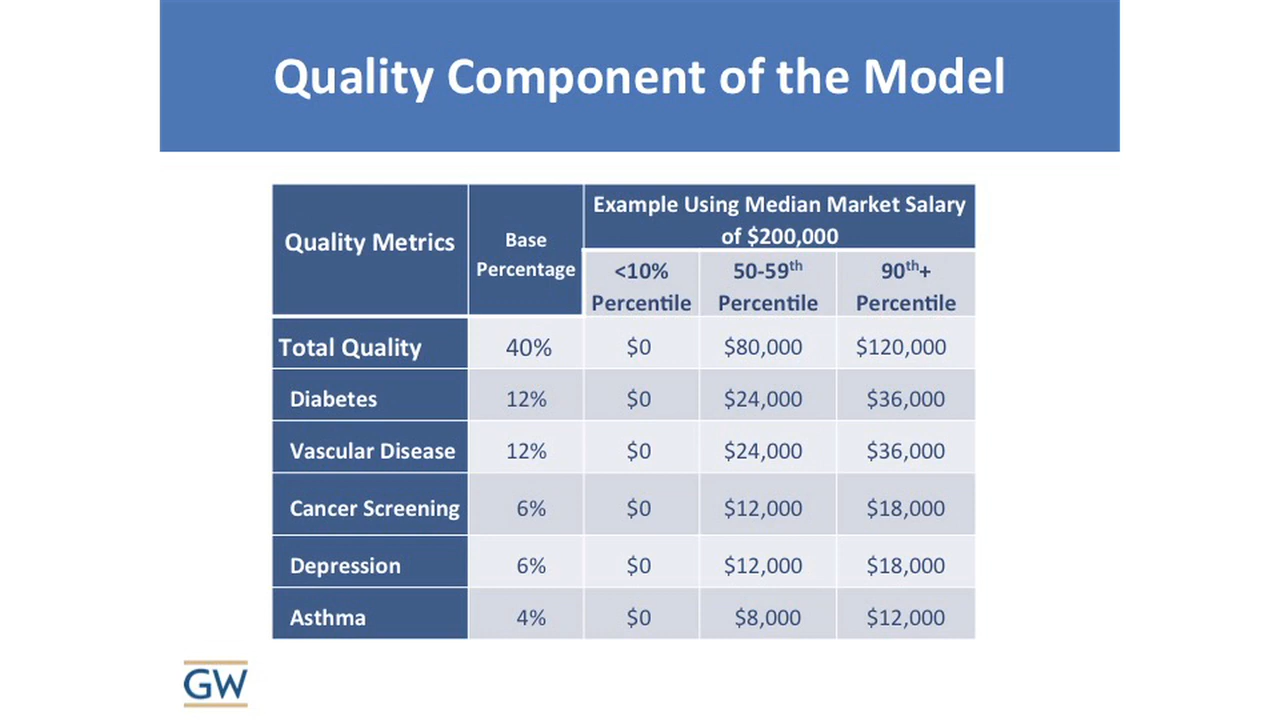 Quality Component of the Model
Quality Metrics
Base
Percentage
Example Using Median Market Salary
of $200,000
<10%
Percentile
50-59th
Percentile
90th+
Percentile
Total Quality 40% $0 $80,000 $120,000
Diabetes 12% $0 $24,000 $36,000
Vascular Disease 12% $0 $24,000 $36,000
Cancer Screening 6% $0 $12,000 $18,000
Depression 6% $0 $12,000 $18,000
Asthma 4% $0 $8,000 $12,000
GW